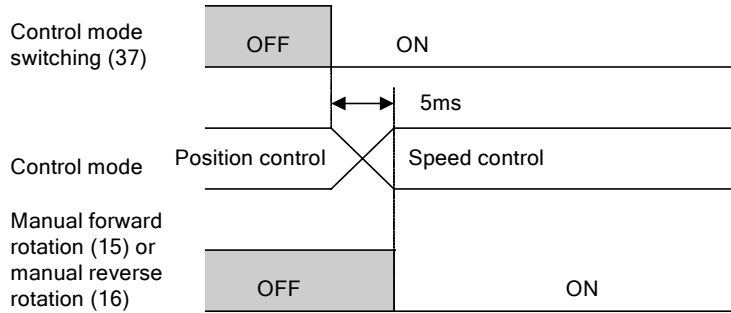 Control mode
switching (37)
OFF
ON
5ms
Control mode
Position control
Speed control
Manual forward
rotation (15) or
manual reverse
rotation (16)
OFF
ON